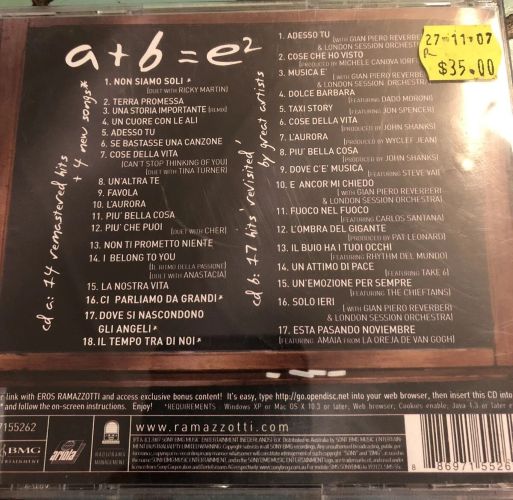 a+b=e²
cd a: 14 remastered hits
+ 4 new songs*
1. NON SIAMO SOLI *
(DUET WITH RICKY MARTIN)
2. TERRA PROMESSA
3. UNA STORIA IMPORTANTE (REMIX)
4. UN CUORE CON LE ALI
5. ADESSO TU
6. SE BASTASSE UNA CANZONE
7. COSE DELLA VITA
(CAN'T STOP THINKING OF YOU)
(DUET WITH TINA TURNER)
8. UN'ALTRA TE
9. FAVOLA
10. L'AURORA
11. PIU' BELLA COSA
12. PIU' CHE PUOI (DUET WITH CHER)
13. NON TI PROMETTO NIENTE
14. I BELONG TO YOU
(IL RITMO DELLA PASSIONE)
(DUET WITH ANASTACIA)
15. LA NOSTRA VITA
16. CI PARLIAMO DA GRANDI*
17. DOVE SI NASCONDONO
GLI ANGELI*
18. IL TEMPO TRA DI NOI*
cd b: 17 hits 'revisited'
by great artists
1. ADESSO TU
(WITH GIAN PIERO REVERBERI
& LONDON SESSION ORCHESTRA)
2. COSE CHE HO VISTO
(PRODUCED BY MICHELE CANOVA
3. MUSICA E'
(WITH GIAN PIERO REVERBERI
& LONDON SESSION ORCHESTRA)
4. DOLCE BARBARA
(FEATURING DADO MORONI)
5. TAXI STORY (FEATURING JON SPENCER)
6. COSE DELLA VITA
(PRODUCED BY JOHN SHANKS)
7. L'AURORA (PRODUCED BY WYCLEF JEAN)
8. PIU' BELLA COSA
(PRODUCED BY JOHN SHANKS)
9. DOVE C'E' MUSICA (FEATURING STEVE VAI)
10. E ANCOR MI CHIEDO
(WITH GIAN PIERO REVERBERI
& LONDON SESSION ORCHESTRA)
11. FUOCO NEL FUOCO
(FEATURING CARLOS SANTANA)
12. L'OMBRA DEL GIGANTE
(PRODUCED BY PAT LEONARD)
13. IL BUIO HA I TUOI OCCHI
(FEATURING RHYTHM DEL MUNDO)
14. UN ATTIMO DI PACE
(FEATURING TAKE 6)
15. UN'EMOZIONE PER SEMPRE
(FEATURING THE CHIEFTAINS)
16. SOLO IERI
(WITH GIAN PIERO REVERBERI
& LONDON SESSION ORCHESTRA)
17. ESTA PASANDO NOVIEMBRE
(FEATURING AMAIA FROM LA OREJA DE VAN GOGH)
27-11-07
$35.00
link with EROS RAMAZZOTTI and access exclusive bonus content! It's easy, type http://go.opendisc.net into your web browser, then insert this CD into
and follow the on-screen instructions. Enjoy! *REQUIREMENTS: Windows XP or Mac OS X 10.3 or later, Web browser, Cookies enable, Java 1.3 or later
7155262
www.ramazzotti.com
BMG
ariola
RADIORAMA
MANAGEMENT
8 86971 5526